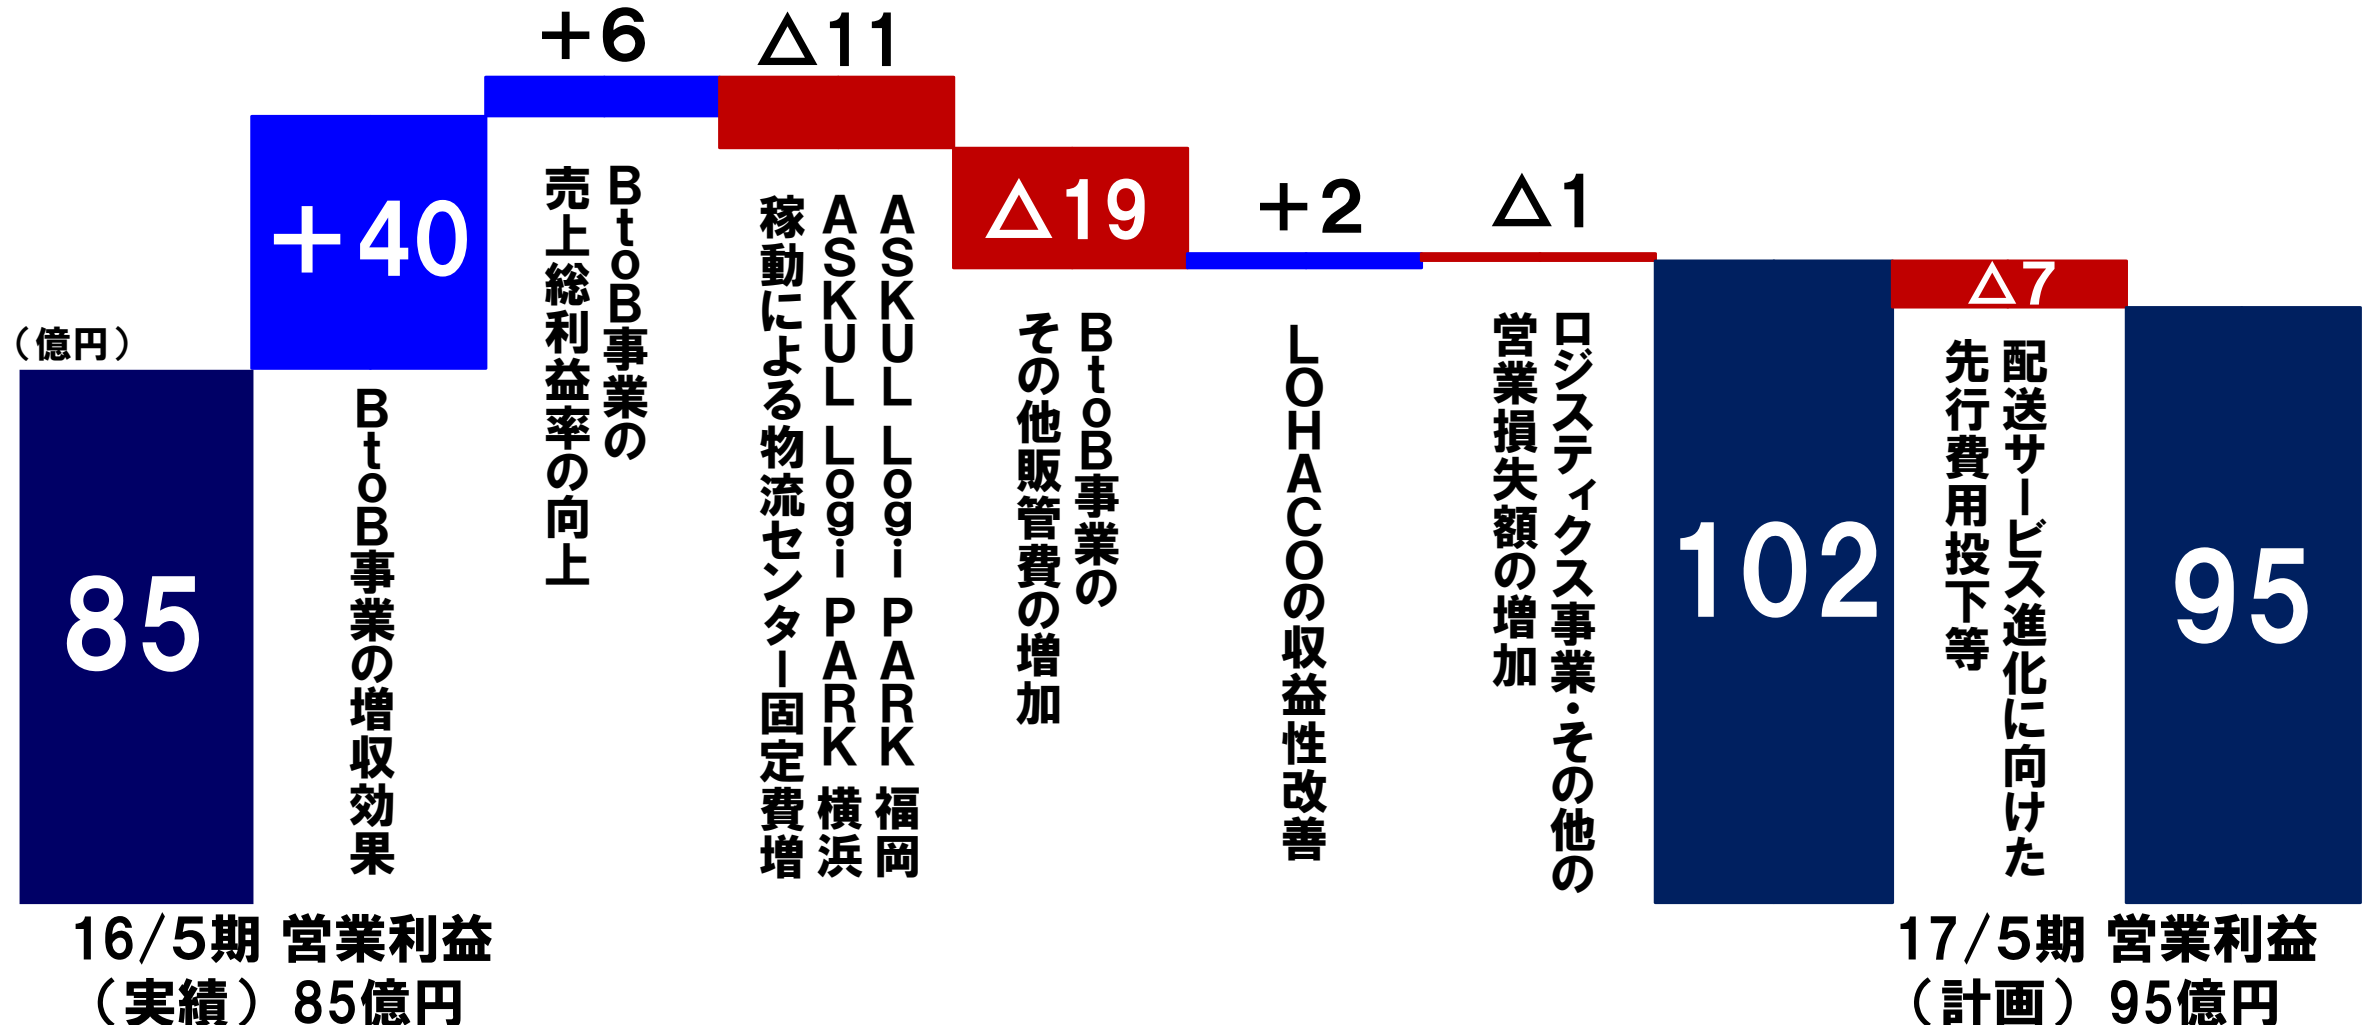 （億円）
85
＋40
BtoB事業の増収効果
＋6
BtoB事業の
売上総利益率の向上
△11
ASKUL Logi PARK 福岡
ASKUL Logi PARK 横浜
稼動による物流センター固定費増
△19
BtoB事業の
その他販管費の増加
＋2
LOHACOの収益性改善
△1
ロジスティクス事業・その他の
営業損失額の増加
102
△7
配送サービス進化に向けた
先行費用投下等
95
16/5期 営業利益
（実績）85億円
17/5期 営業利益
（計画）95億円